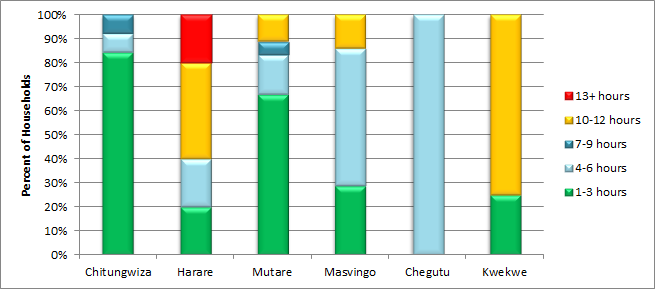 100%
90%
80%
70%
60%
50%
40%
30%
20%
10%
0%
Percent of Households
Chitungwiza Harare Mutare Masvingo Chegutu Kwekwe
13+ hours
10-12 hours
7-9 hours
4-6 hours
1-3 hours